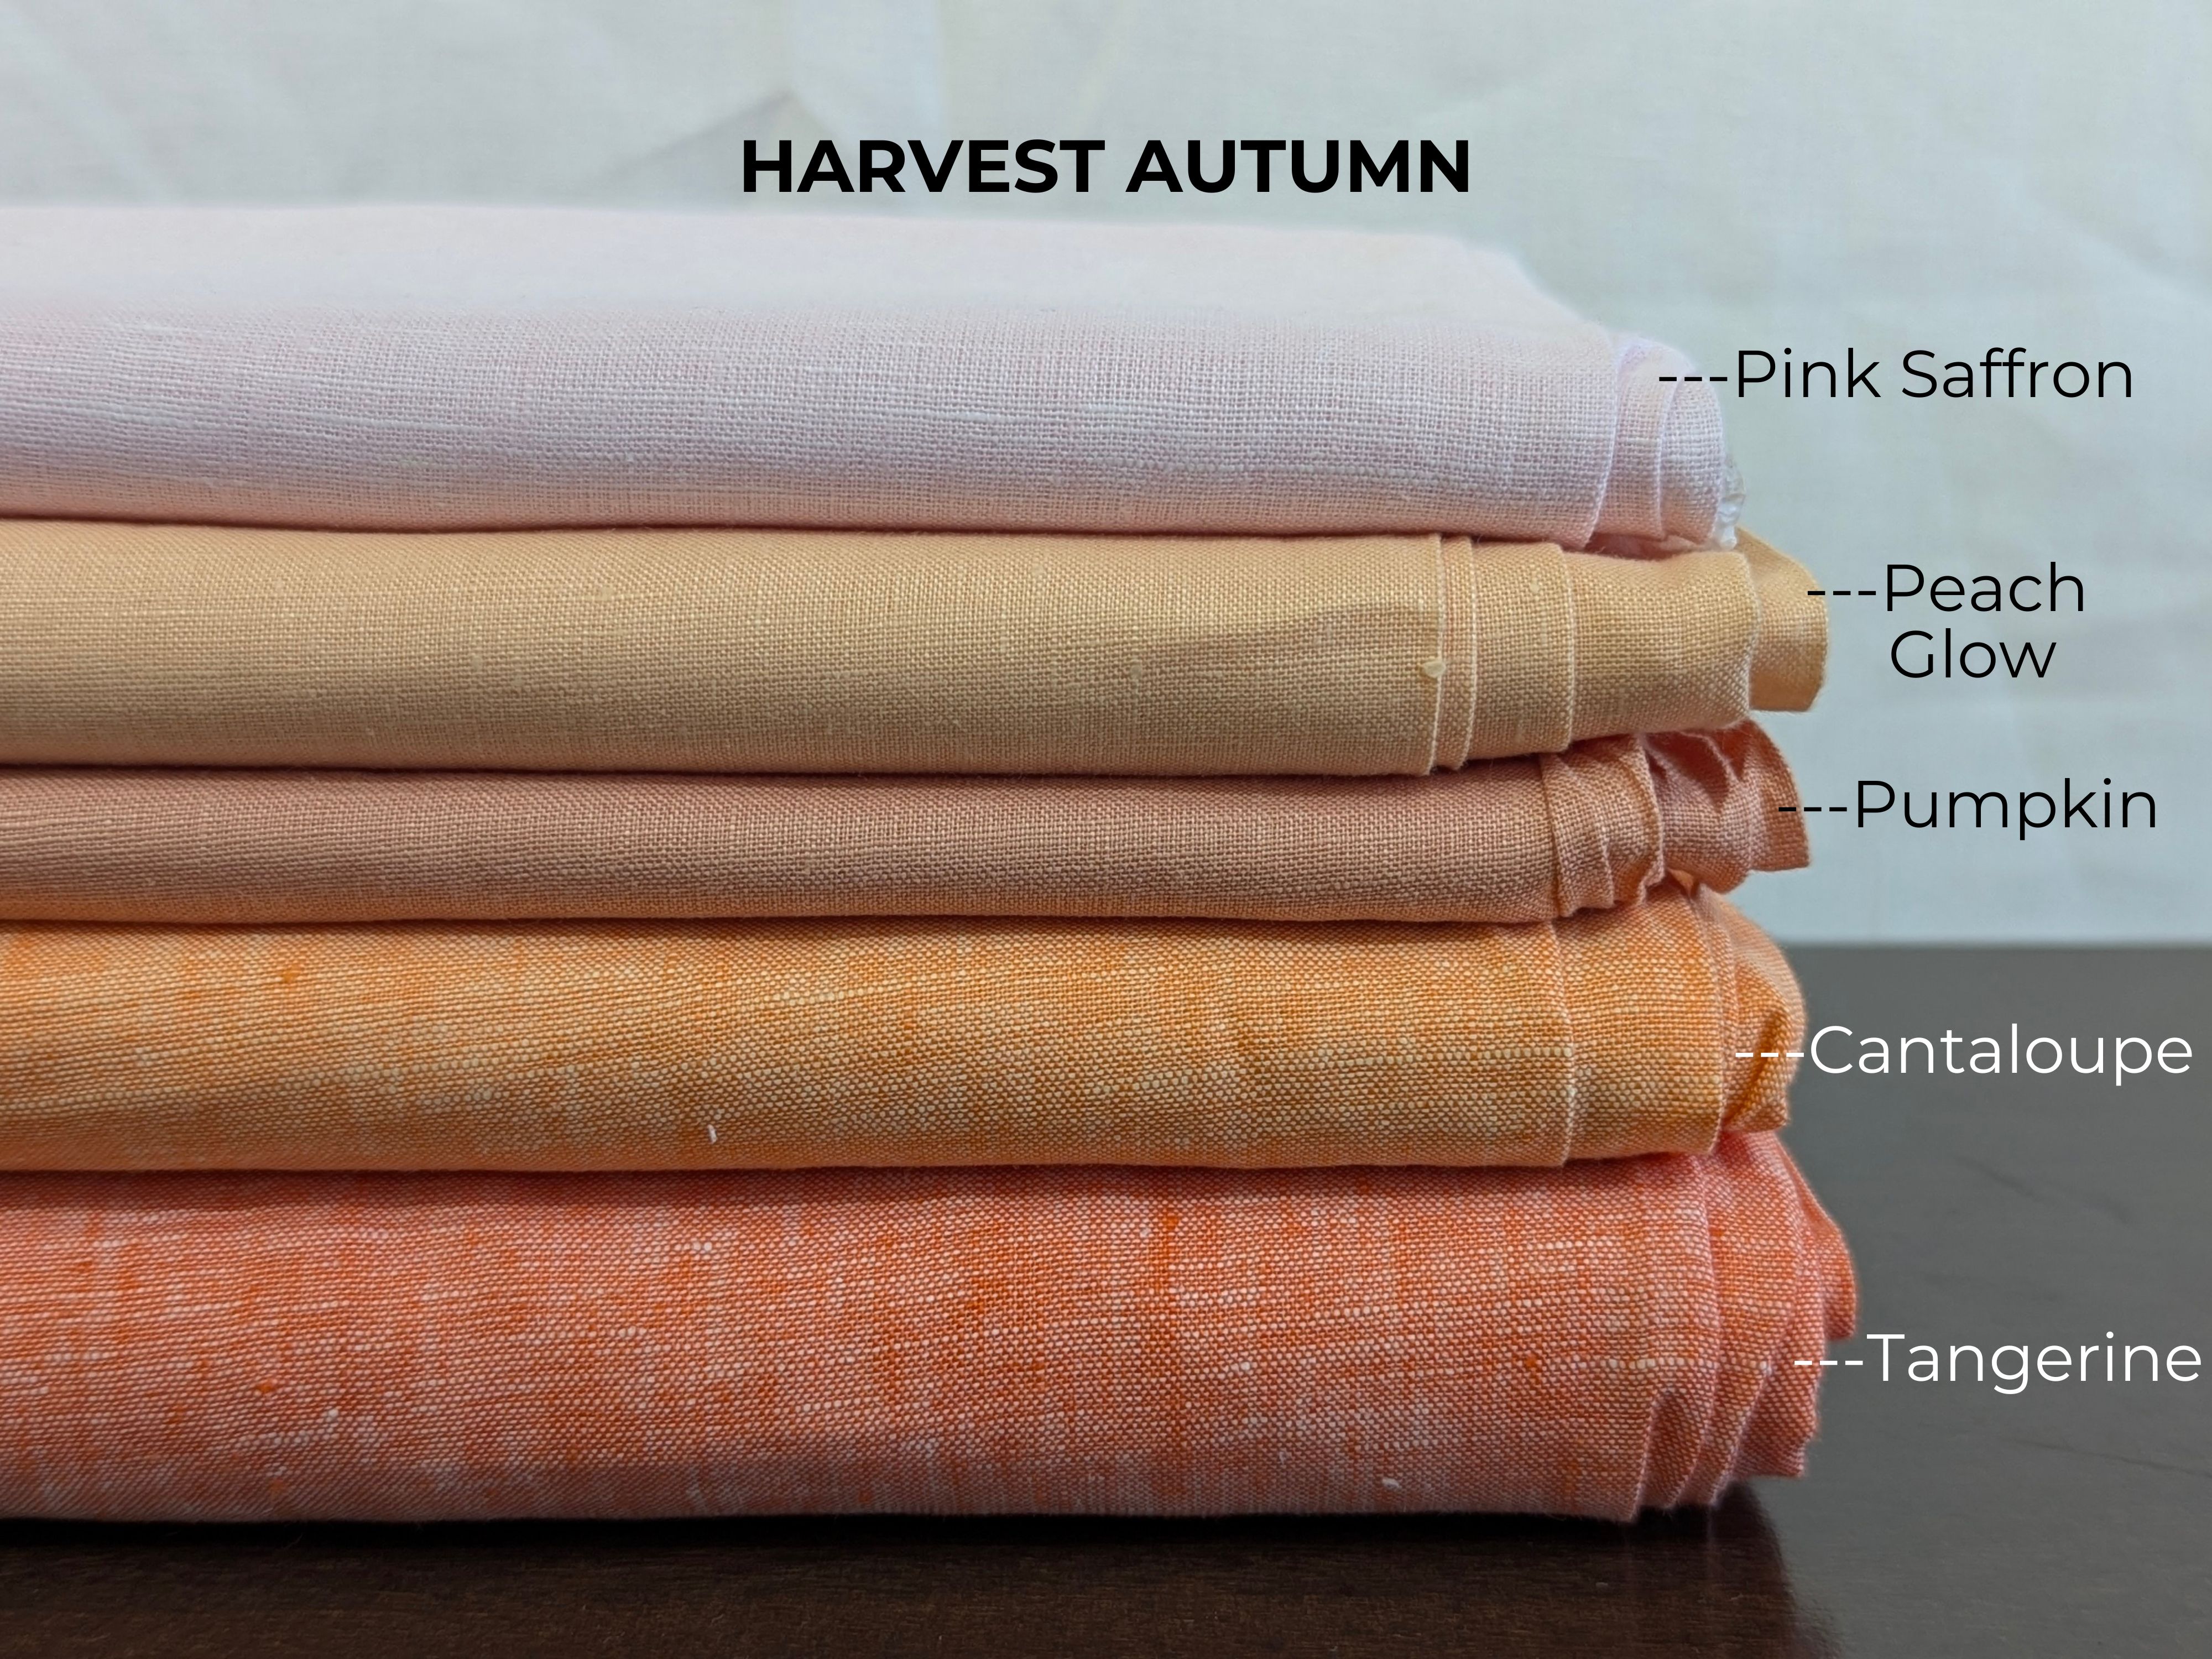 HARVEST AUTUMN
---Pink Saffron
---Peach
Glow
---Pumpkin
---Cantaloupe
---Tangerine